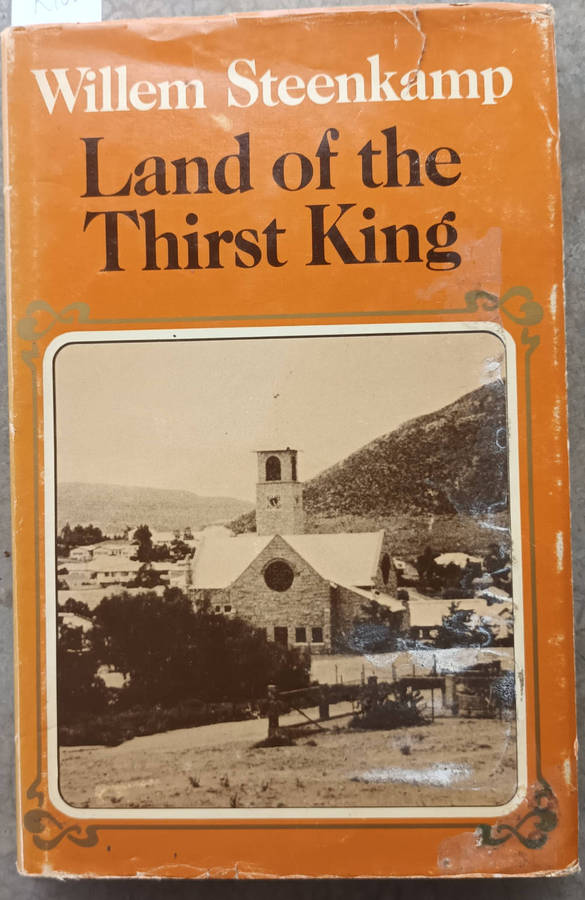 Willem Steenkamp
Land of the
Thirst King